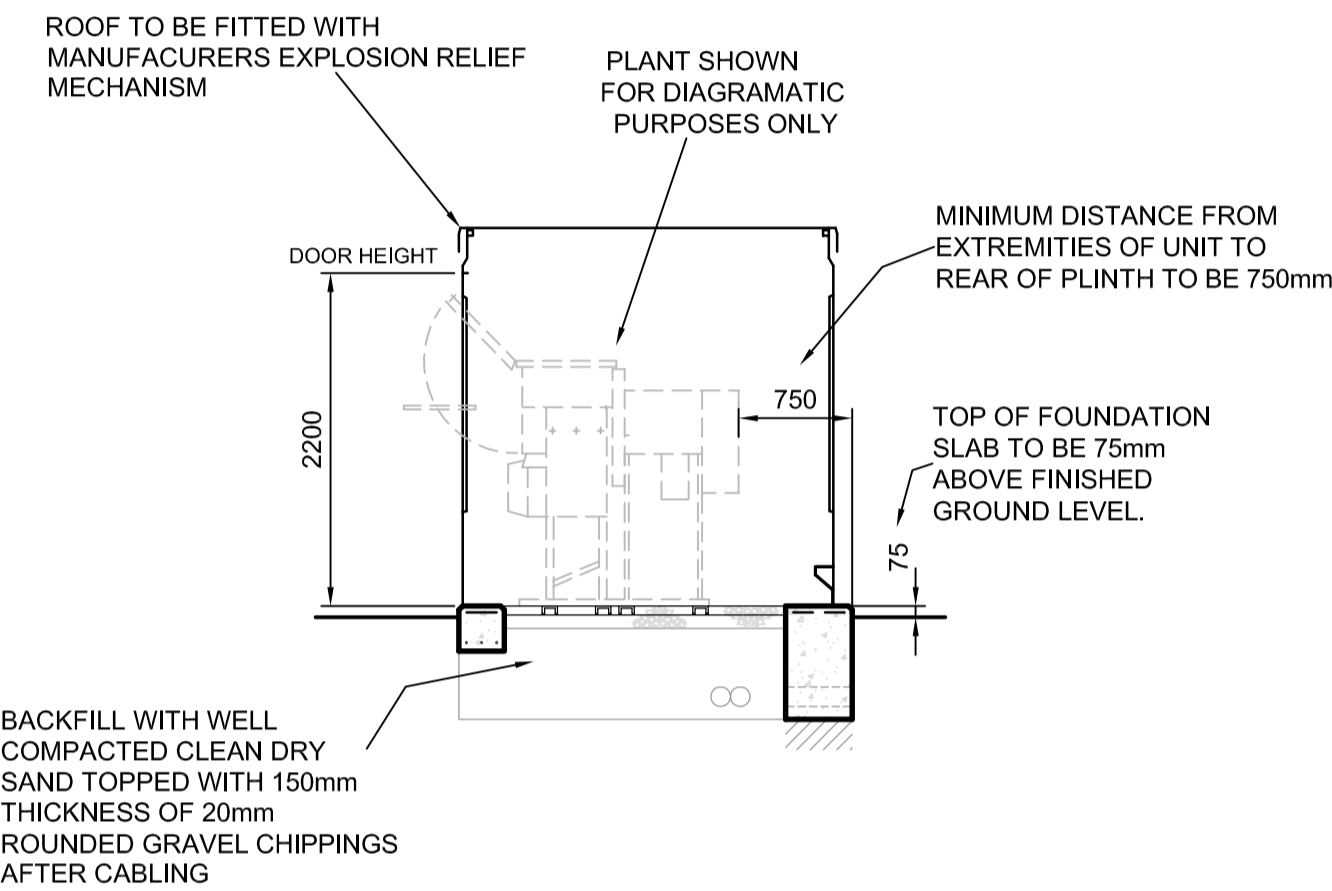 ROOF TO BE FITTED WITH
MANUFACURERS EXPLOSION RELIEF
MECHANISM
PLANT SHOWN
FOR DIAGRAMATIC
PURPOSES ONLY
MINIMUM DISTANCE FROM
EXTREMITIES OF UNIT TO
REAR OF PLINTH TO BE 750mm
DOOR HEIGHT
2200
750
TOP OF FOUNDATION
SLAB TO BE 75mm
ABOVE FINISHED
GROUND LEVEL.
75
BACKFILL WITH WELL
COMPACTED CLEAN DRY
SAND TOPPED WITH 150mm
THICKNESS OF 20mm
ROUNDED GRAVEL CHIPPINGS
AFTER CABLING